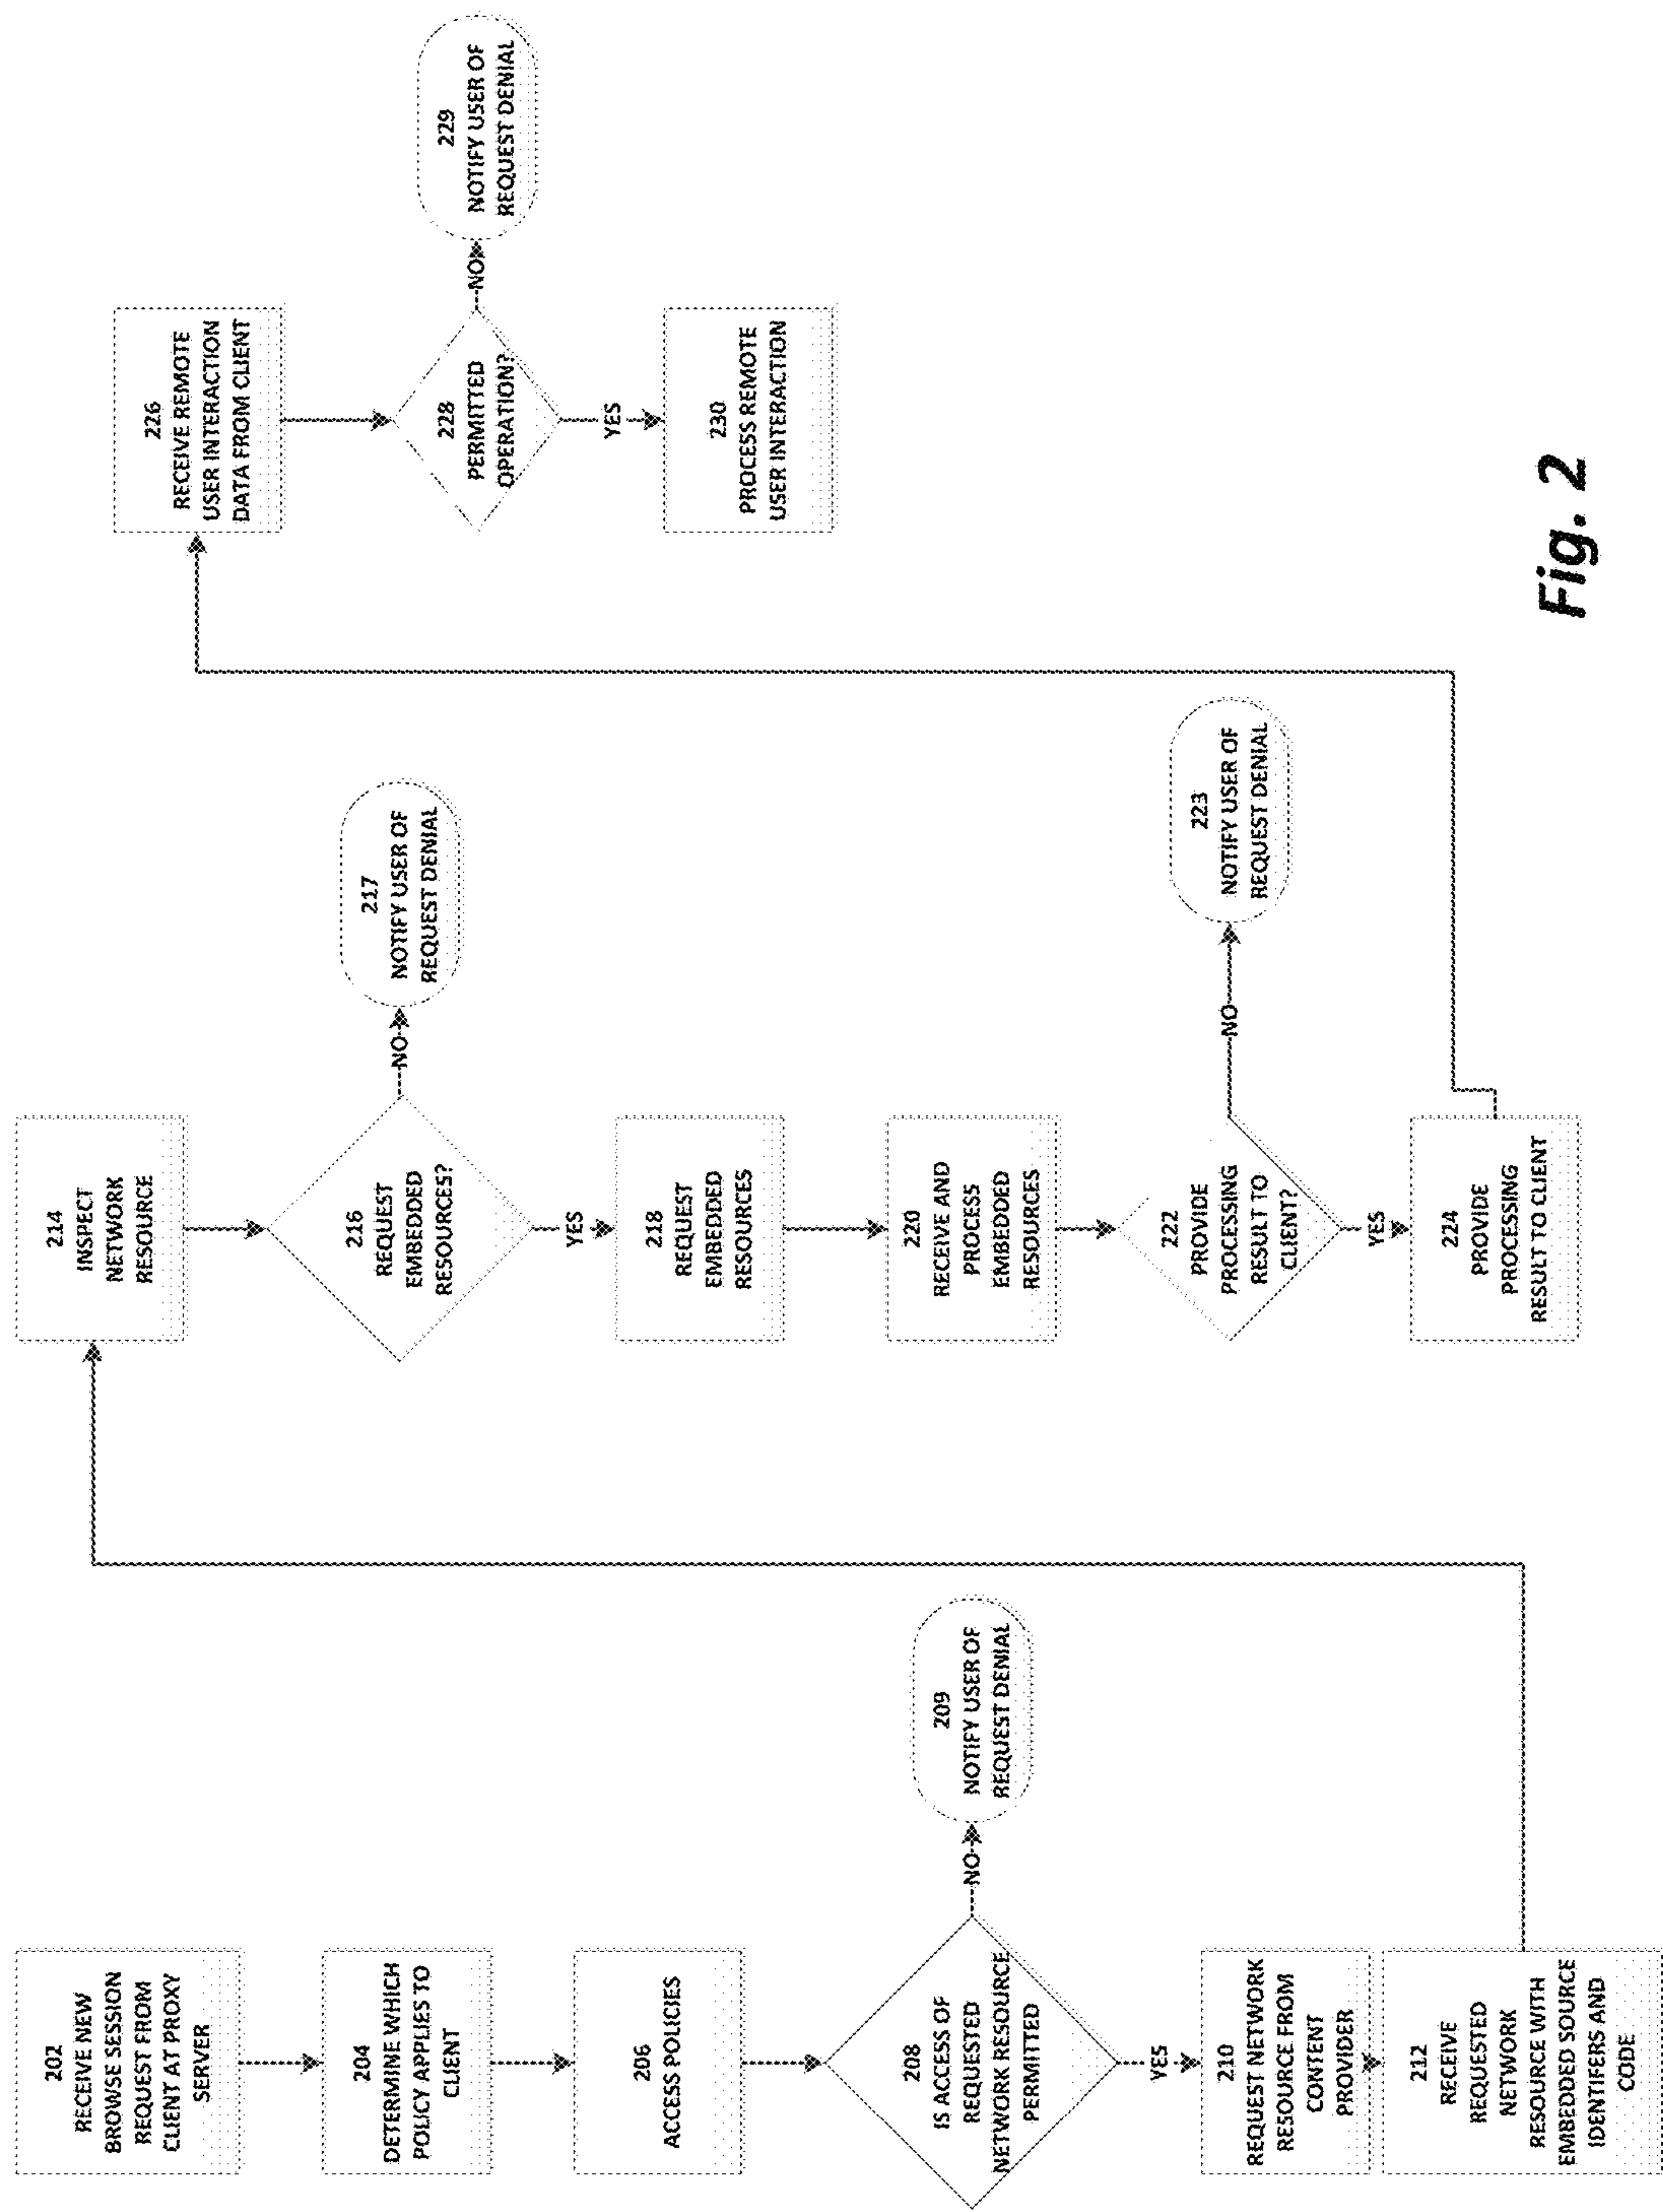 202
RECEIVE NEW
BROWSE SESSION
REQUEST FROM
CLIENT AT PROXY
SERVER
204
DETERMINE WHICH
POLICY APPLIES TO
CLIENT
206
ACCESS POLICIES
208
IS ACCESS OF
REQUESTED
NETWORK RESOURCE
PERMITTED
NO
209
NOTIFY USER OF
REQUEST DENIAL
YES
210
REQUEST NETWORK
RESOURCE FROM
CONTENT
PROVIDER
212
RECEIVE
REQUESTED
NETWORK
RESOURCE WITH
EMBEDDED SOURCE
IDENTIFERS AND
CODE
214
INSPECT
NETWORK
RESOURCE
216
REQUEST
EMBEDDED
RESOURCES?
NO
217
NOTIFY USER OF
REQUEST DENIAL
YES
218
REQUEST
EMBEDDED
RESOURCES
220
RECEIVE AND
PROCESS
EMBEDDED
RESOURCES
222
PROVIDE
PROCESSING
RESULT TO
CLIENT?
NO
223
NOTIFY USER OF
REQUEST DENIAL
YES
224
PROVIDE
PROCESSING
RESULT TO CLIENT
226
RECEIVE REMOTE
USER INTERACTION
DATA FROM CLIENT
228
PERMITTED
OPERATION?
NO
229
NOTIFY USER OF
REQUEST DENIAL
YES
230
PROCESS REMOTE
USER INTERACTION
Fig. 2